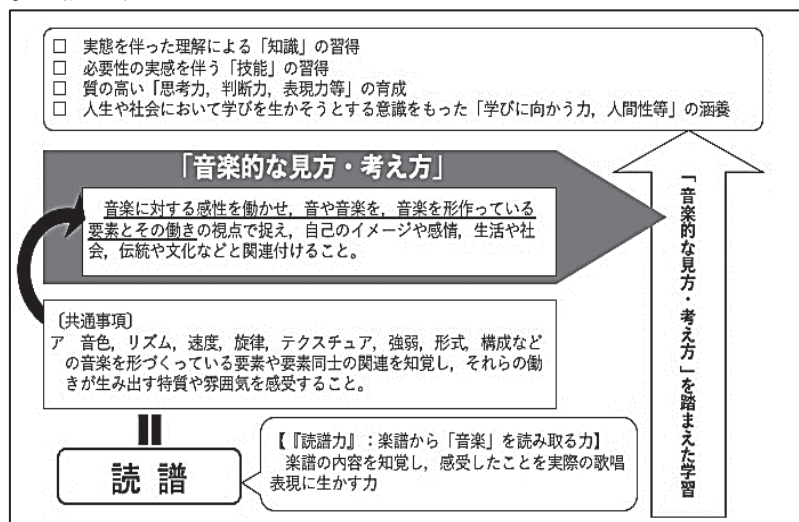 □ 実態を伴った理解による「知識」の習得
□ 必要性の実感を伴う「技能」の習得
□ 質の高い「思考力，判断力，表現力等」の育成
□ 人生や社会において学びを生かそうとする意識をもった「学びに向かう力，人間性等」の涵養
「音楽的な見方・考え方」
音楽に対する感性を働かせ，音や音楽を，音楽を形作っている
要素とその働きの視点で捉え，自己のイメージや感情，生活や社
会，伝統や文化などと関連付けること。
〔共通事項〕
ア 音色，リズム，速度，旋律，テクスチュア，強弱，形式，構成など
の音楽を形づくっている要素や要素同士の関連を知覚し，それらの働
きが生み出す特質や雰囲気を感受すること。
読 譜
【『読譜力』：楽譜から「音楽」を読み取る力】
楽譜の内容を知覚し，感受したことを実際の歌唱
表現に生かす力
「音楽的な見方・考え方」を踏まえた学習